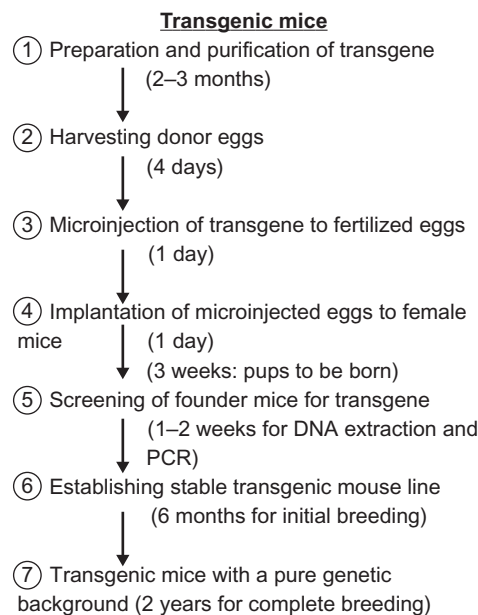 Transgenic mice
① Preparation and purification of transgene
(2–3 months)
② Harvesting donor eggs
(4 days)
③ Microinjection of transgene to fertilized eggs
(1 day)
④ Implantation of microinjected eggs to female
mice (1 day)
(3 weeks: pups to be born)
⑤ Screening of founder mice for transgene
(1–2 weeks for DNA extraction and
PCR)
⑥ Establishing stable transgenic mouse line
(6 months for initial breeding)
⑦ Transgenic mice with a pure genetic
background (2 years for complete breeding)